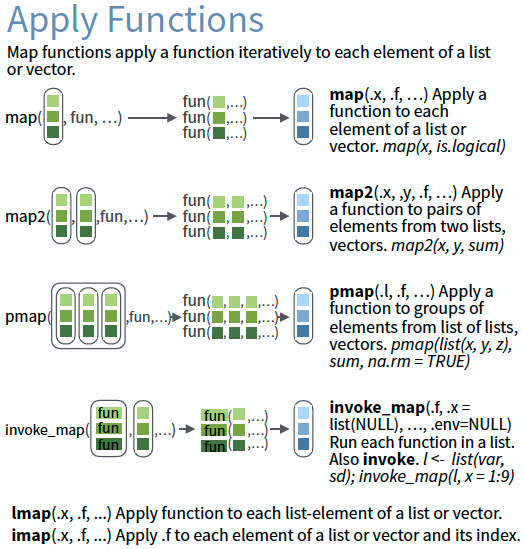 Apply Functions
Map functions apply a function iteratively to each element of a list
or vector.
map( , fun, …)
fun( ,…)
fun( ,…)
fun( ,…)
map(.x, .f, …) Apply a
function to each
element of a list or
vector. map(x, is.logical)
map2( , ,fun,…)
fun( , ,…)
fun( , ,…)
fun( , ,…)
map2(.x, ,y, .f, …) Apply
a function to pairs of
elements from two lists,
vectors. map2(x, y, sum)
pmap( ,fun,…)
fun( , , ,…)
fun( , , ,…)
fun( , , ,…)
pmap(.l, .f, …) Apply a
function to groups of
elements from list of lists,
vectors. pmap(list(x, y, z),
sum, na.rm = TRUE)
invoke_map( fun fun fun , ,…)
fun( ,…)
fun( ,…)
fun( ,…)
invoke_map(.f, .x =
list(NULL), …, .env=NULL)
Run each function in a list.
Also invoke. l <- list(var,
sd); invoke_map(l, x = 1:9)
lmap(.x, .f, ...) Apply function to each list-element of a list or vector.
imap(.x, .f, ...) Apply .f to each element of a list or vector and its index.